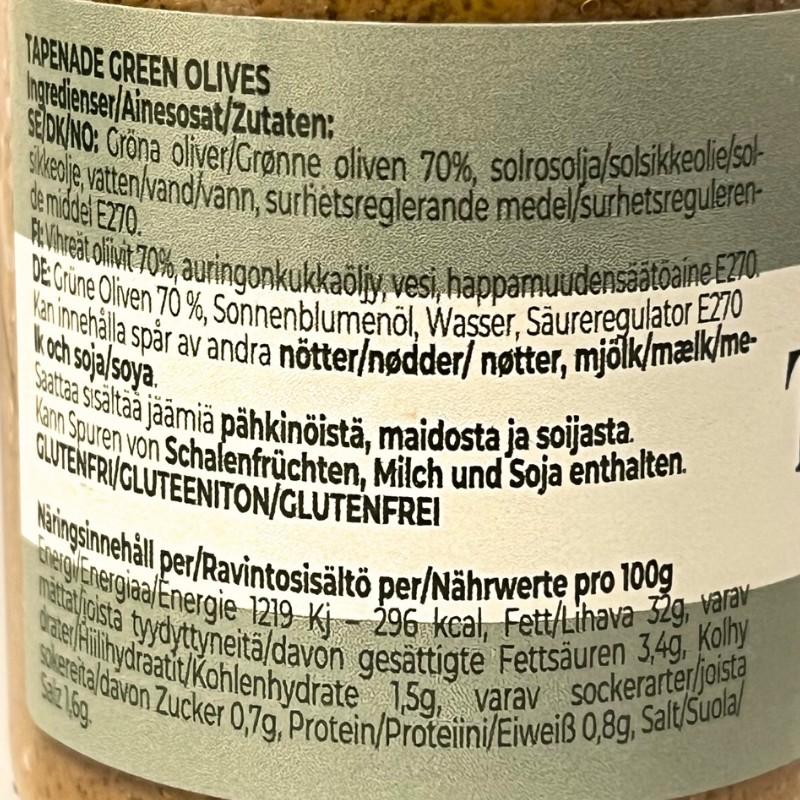 TAPENADE GREEN OLIVES
Ingredienser/Ainesosat/Zutaten:
SE/DK/NO: Gröna oliver/Grønne oliven 70%, solrosolja/solsikkeolie/sol-
sikkeolje, vatten/vand/vann, surhetsreglerande medel/surhetsreguleren-
de middel E270.
FI: Vihreät oliivit 70%, auringonkukkaöljy, vesi, happamuudensäätöaine E270.
DE: Grüne Oliven 70 %, Sonnenblumenöl, Wasser, Säureregulator E270
Kan innehålla spår av andra nötter/nødder/ nøtter, mjölk/mælk/me-
lk och soja/soya.
Saattaa sisältää jäämiä pähkinöistä, maidosta ja soijasta.
Kann Spuren von Schalenfrüchten, Milch und Soja enthalten.
GLUTENFRI/GLUTEENITON/GLUTENFREI
Näringsinnehåll per/Ravintosisältö per/Nährwerte pro 100g
Energi/Energiaa/Energie 1219 Kj – 296 kcal, Fett/Lihava 32g, varav
mättat/joista tyydyttyneitä/davon gesättigte Fettsäuren 3,4g, Kolhy
drater/Hiilihydraatit/Kohlenhydrate 1,5g, varav sockerarter/joista
sokereita/davon Zucker 0,7g, Protein/Proteiini/Eiweiß 0,8g, Salt/Suola/
Salz 1,6g.